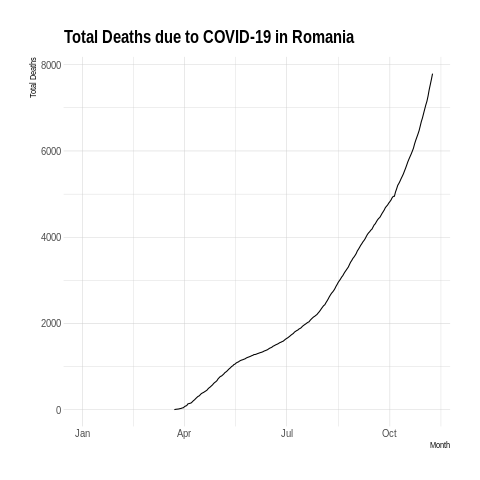 Total Deaths due to COVID-19 in Romania
Total Deaths
8000
6000
4000
2000
0
Jan Apr Jul Oct
Month